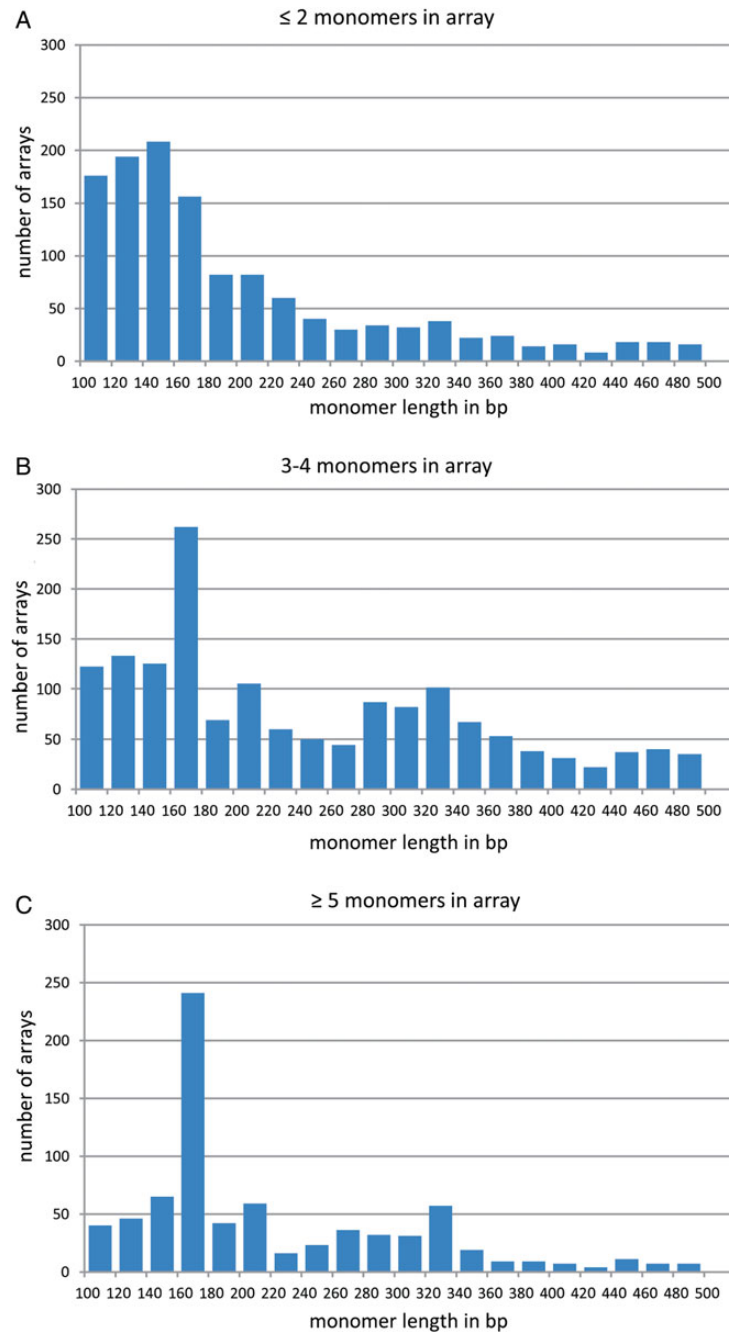 A
≤ 2 monomers in array
300
250
200
150
100
50
0
number of arrays
100 120 140 160 180 200 220 240 260 280 300 320 340 360 380 400 420 440 460 480 500
monomer length in bp
B
3-4 monomers in array
300
250
200
150
100
50
0
number of arrays
100 120 140 160 180 200 220 240 260 280 300 320 340 360 380 400 420 440 460 480 500
monomer length in bp
C
≥ 5 monomers in array
300
250
200
150
100
50
0
number of arrays
100 120 140 160 180 200 220 240 260 280 300 320 340 360 380 400 420 440 460 480 500
monomer length in bp